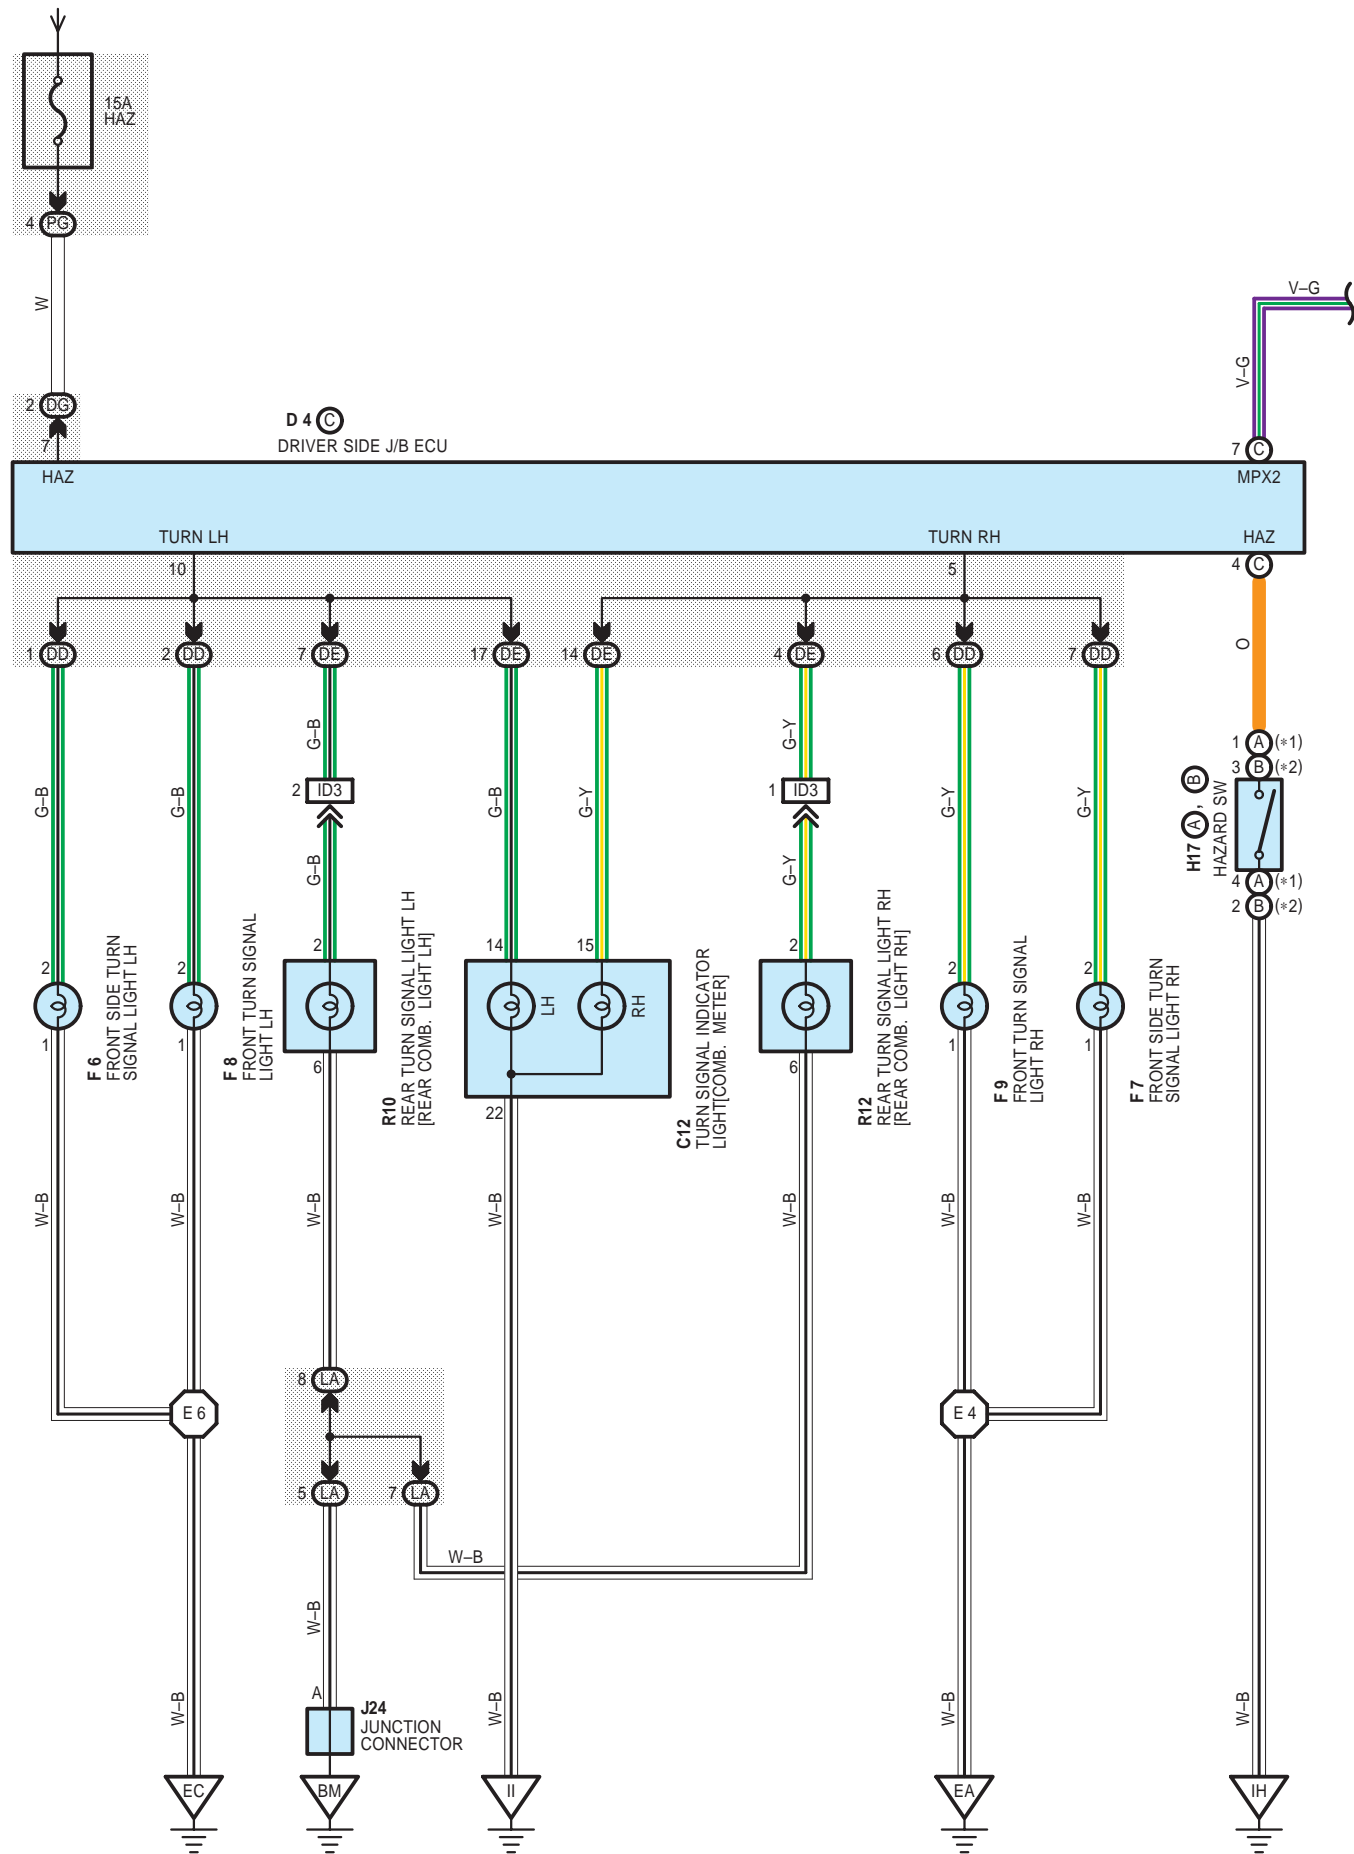 15A
HAZ
4 PG
W
V–G
V–G
2 DG
7
D 4 C
DRIVER SIDE J/B ECU
7 C
HAZ
MPX2
TURN LH
TURN RH
HAZ
10
5
4 C
1 DD
2 DD
7 DE
17 DE
14 DE
4 DE
6 DD
7 DD
O
G–B
G–B
G–B
G–B
G–Y
G–Y
G–Y
G–Y
1 A (*1)
3 B (*2)
2 ID3
1 ID3
H17 A , B
HAZARD SW
G–B
G–Y
4 A (*1)
2 B (*2)
2
2
2
14
15
2
2
2
LH
RH
1
1
6
22
6
1
1
F 6
FRONT SIDE TURN
SIGNAL LIGHT LH
F 8
FRONT TURN SIGNAL
LIGHT LH
R10
REAR TURN SIGNAL LIGHT LH
[REAR COMB. LIGHT LH]
C12
TURN SIGNAL INDICATOR
LIGHT[COMB. METER]
R12
REAR TURN SIGNAL LIGHT RH
[REAR COMB. LIGHT RH]
F 9
FRONT TURN SIGNAL
LIGHT RH
F 7
FRONT SIDE TURN
SIGNAL LIGHT RH
W–B
W–B
W–B
W–B
W–B
W–B
W–B
8 LA
E 6
E 4
5 LA
7 LA
W–B
W–B
A
J24
JUNCTION
CONNECTOR
W–B
W–B
W–B
W–B
EC
BM
II
EA
IH